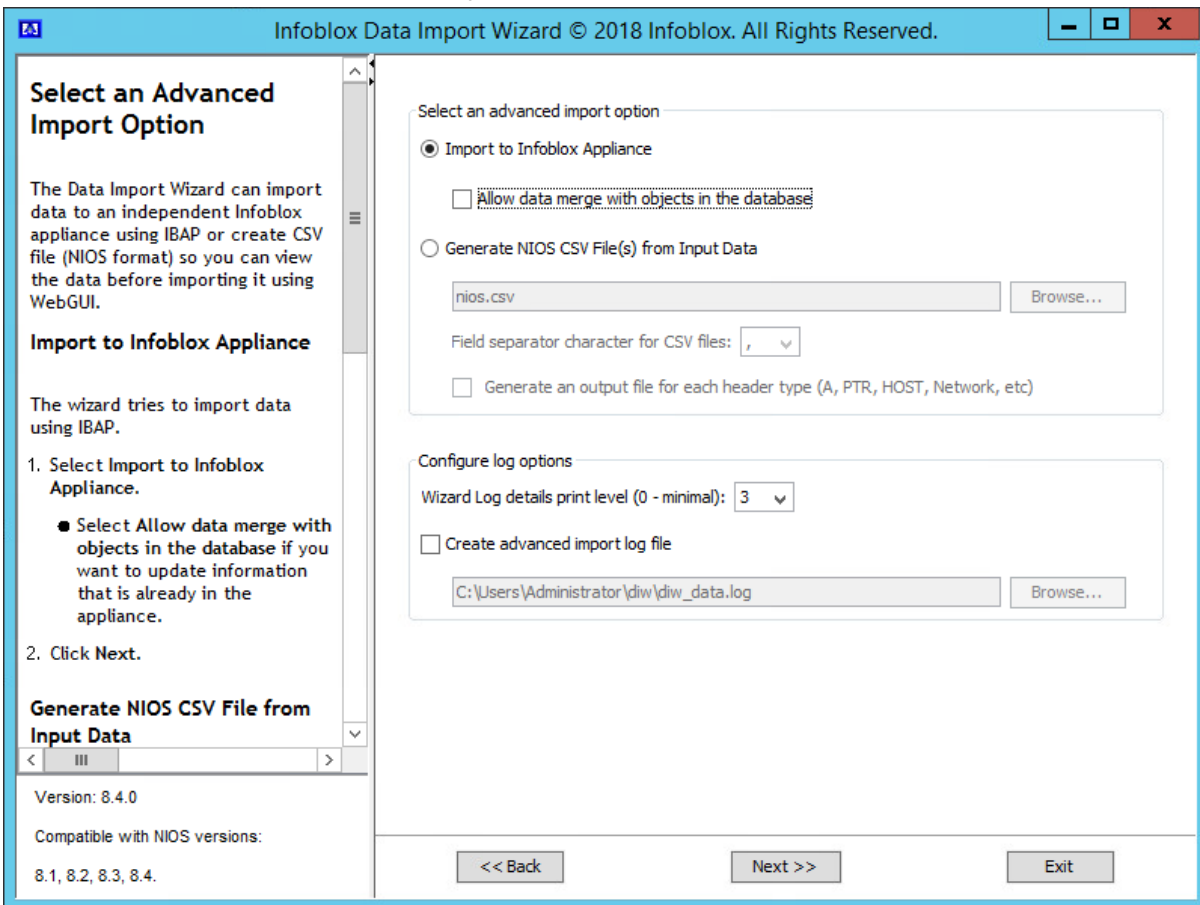 Infoblox Data Import Wizard © 2018 Infoblox. All Rights Reserved.
Select an Advanced
Import Option
The Data Import Wizard can import
data to an independent Infoblox
appliance using IBAP or create CSV
file (NIOS format) so you can view
the data before importing it using
WebGUI.
Import to Infoblox Appliance
The wizard tries to import data
using IBAP.
1. Select Import to Infoblox
Appliance.
● Select Allow data merge with
objects in the database if you
want to update information
that is already in the
appliance.
2. Click Next.
Generate NIOS CSV File from
Input Data
Version: 8.4.0
Compatible with NIOS versions:
8.1, 8.2, 8.3, 8.4.
Select an advanced import option
Import to Infoblox Appliance
Allow data merge with objects in the database
Generate NIOS CSV File(s) from Input Data
nios.csv
Browse...
Field separator character for CSV files: ,
Generate an output file for each header type (A, PTR, HOST, Network, etc)
Configure log options
Wizard Log details print level (0 - minimal): 3
Create advanced import log file
C:\Users\Administrator\diw\diw_data.log
Browse...
<< Back
Next >>
Exit